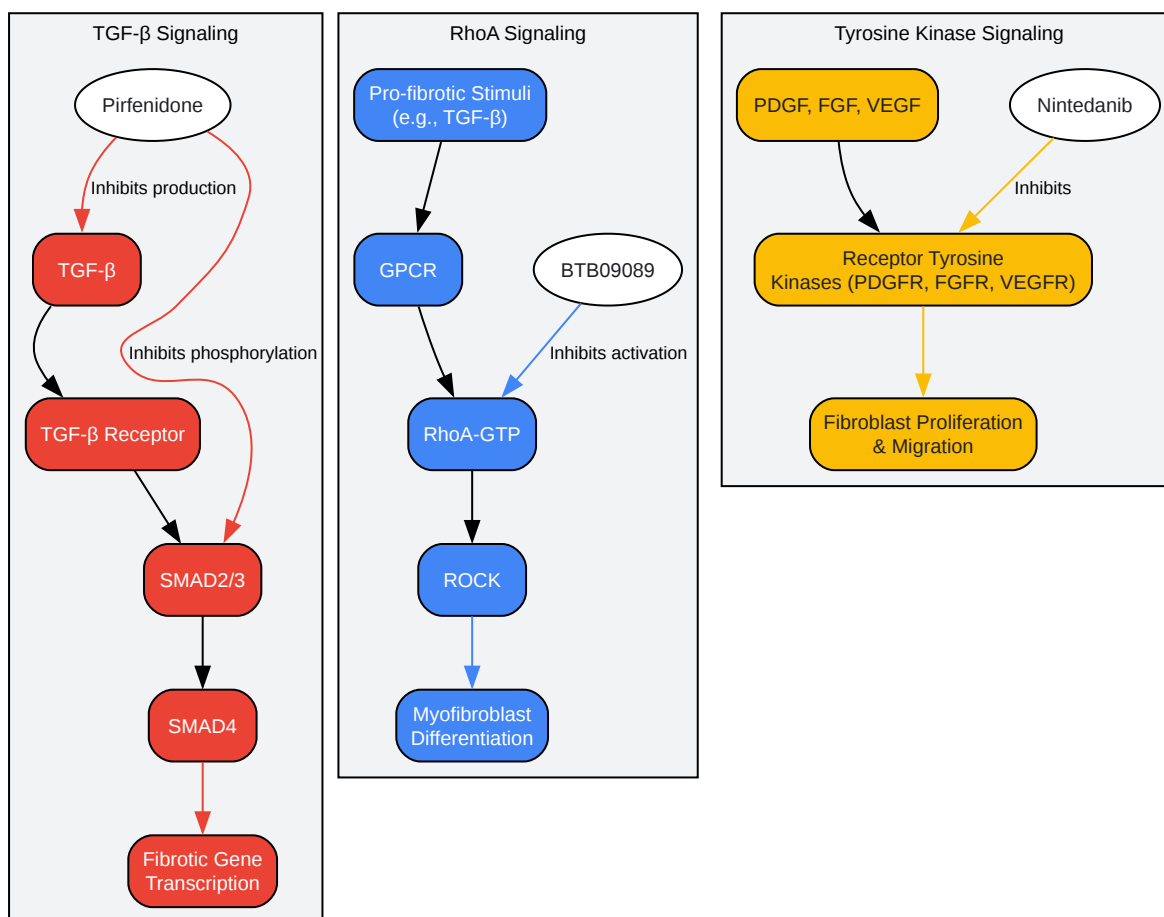 TGF-β Signaling
Pirfenidone
Inhibits production
TGF-β
Inhibits phosphorylation
TGF-β Receptor
SMAD2/3
SMAD4
Fibrotic Gene
Transcription
RhoA Signaling
Pro-fibrotic Stimuli
(e.g., TGF-β)
GPCR
BTB09089
Inhibits activation
RhoA-GTP
ROCK
Myofibroblast
Differentiation
Tyrosine Kinase Signaling
PDGF, FGF, VEGF
Nintedanib
Inhibits
Receptor Tyrosine
Kinases (PDGFR, FGFR, VEGFR)
Fibroblast Proliferation
& Migration